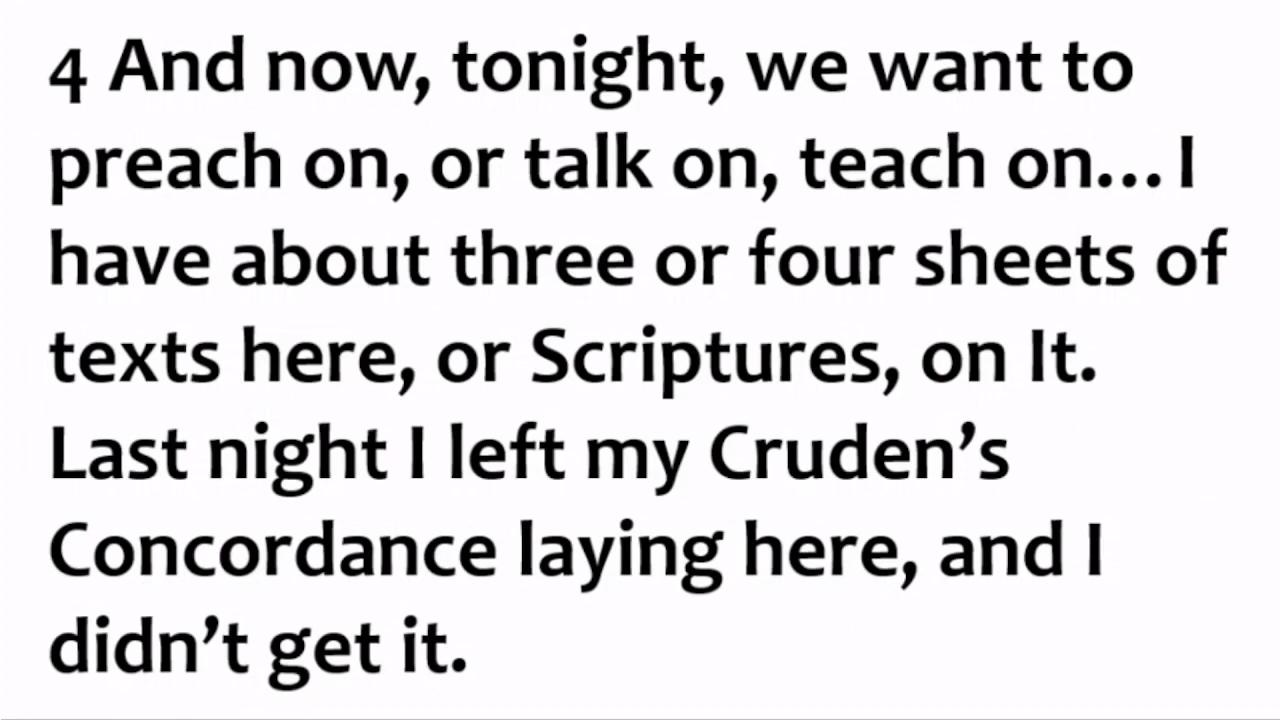 4 And now, tonight, we want to
preach on, or talk on, teach on… I
have about three or four sheets of
texts here, or Scriptures, on It.
Last night I left my Cruden’s
Concordance laying here, and I
didn’t get it.